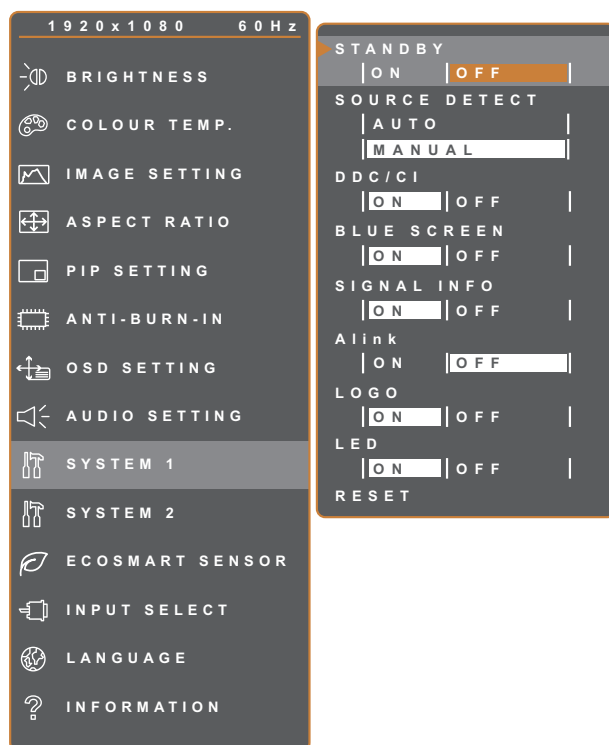 1920x1080 60Hz
BRIGHTNESS
COLOUR TEMP.
IMAGE SETTING
ASPECT RATIO
PIP SETTING
ANTI-BURN-IN
OSD SETTING
AUDIO SETTING
SYSTEM 1
SYSTEM 2
ECOSMART SENSOR
INPUT SELECT
LANGUAGE
INFORMATION
STANDBY
ON OFF
SOURCE DETECT
AUTO
MANUAL
DDC/CI
ON OFF
BLUE SCREEN
ON OFF
SIGNAL INFO
ON OFF
Alink
ON OFF
LOGO
ON OFF
LED
ON OFF
RESET